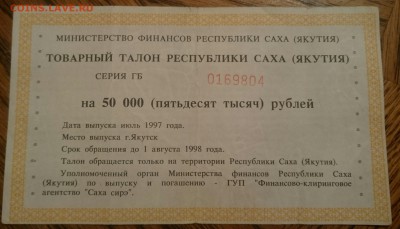 COINS.LAVE.RU
МИНИСТЕРСТВО ФИНАНСОВ РЕСПУБЛИКИ САХА (ЯКУТИЯ)
ТОВАРНЫЙ ТАЛОН РЕСПУБЛИКИ САХА (ЯКУТИЯ)
СЕРИЯ ГБ 0169804
на 50 000 (пятьдесят тысяч) рублей
Дата выпуска июль 1997 года.
Место выпуска г.Якутск
Срок обращения до 1 августа 1998 года.
Талон обращается только на территории Республики Саха (Якутия).
Уполномоченный орган Министерства финансов Республики Саха
(Якутия) по выпуску и погашению - ГУП "Финансово-клиринговое
агентство "Саха сирэ".